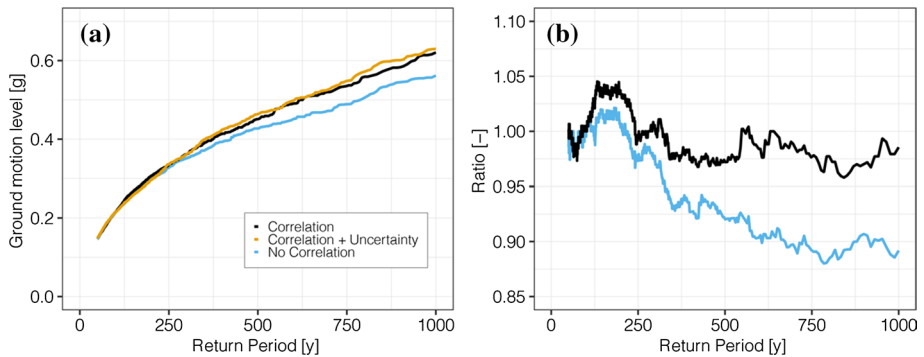 (a)
Ground motion level [g]
0.6
0.4
0.2
0.0
Correlation
Correlation + Uncertainty
No Correlation
0 250 500 750 1000
Return Period [y]
(b)
Ratio [–]
1.10
1.05
1.00
0.95
0.90
0.85
0 250 500 750 1000
Return Period [y]